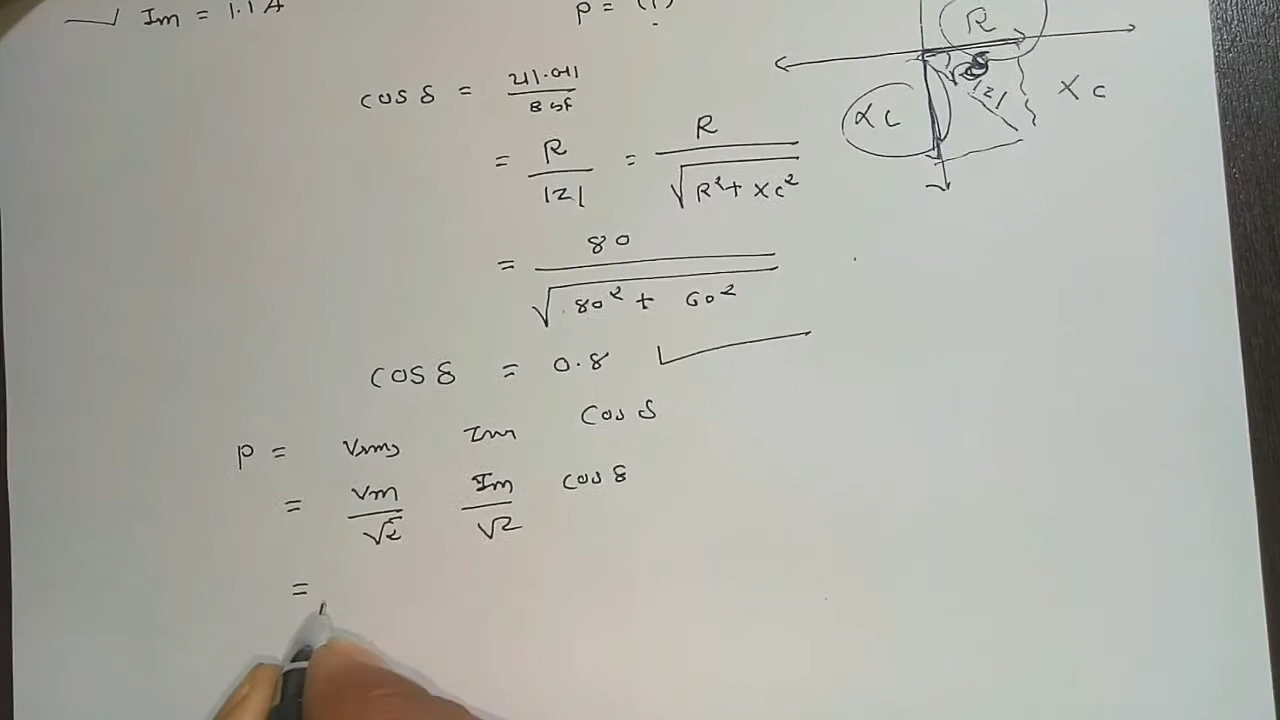 Im = 1.1 A
P = (?)
R
|Z|
Xc
Xc
cos δ =
= R / |Z| = R / √R² + Xc²
= 80 / √80² + 60²
cos δ = 0.8
P = Vrms Irm cos δ
= Vm / √2 Im / √2 cos δ
=